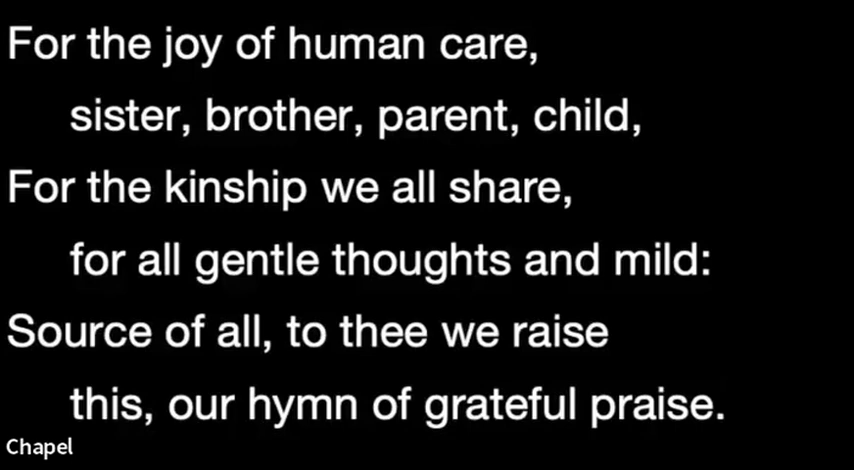 For the joy of human care,
sister, brother, parent, child,
For the kinship we all share,
for all gentle thoughts and mild:
Source of all, to thee we raise
this, our hymn of grateful praise.
Chapel